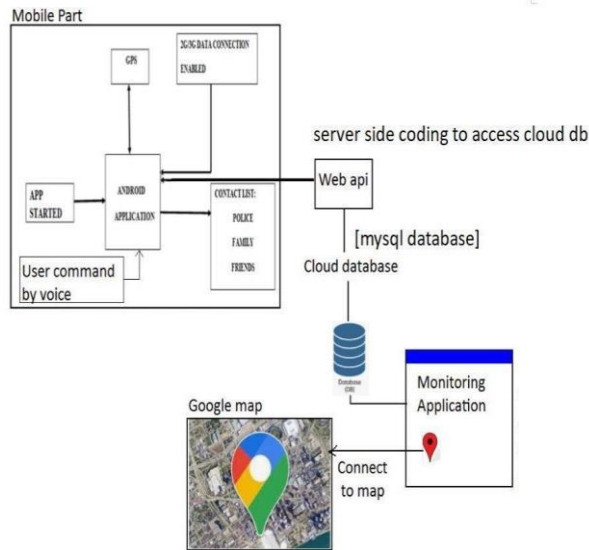 Mobile Part
GPS
2G/3G DATA CONNECTION
ENABLED
server side coding to access cloud db
Web api
APP
STARTED
ANDROID
APPLICATION
CONTACT LIST:
POLICE
FAMILY
FRIENDS
User command
by voice
[mysql database]
Cloud database
Database
(DB)
Monitoring
Application
Google map
Connect
to map